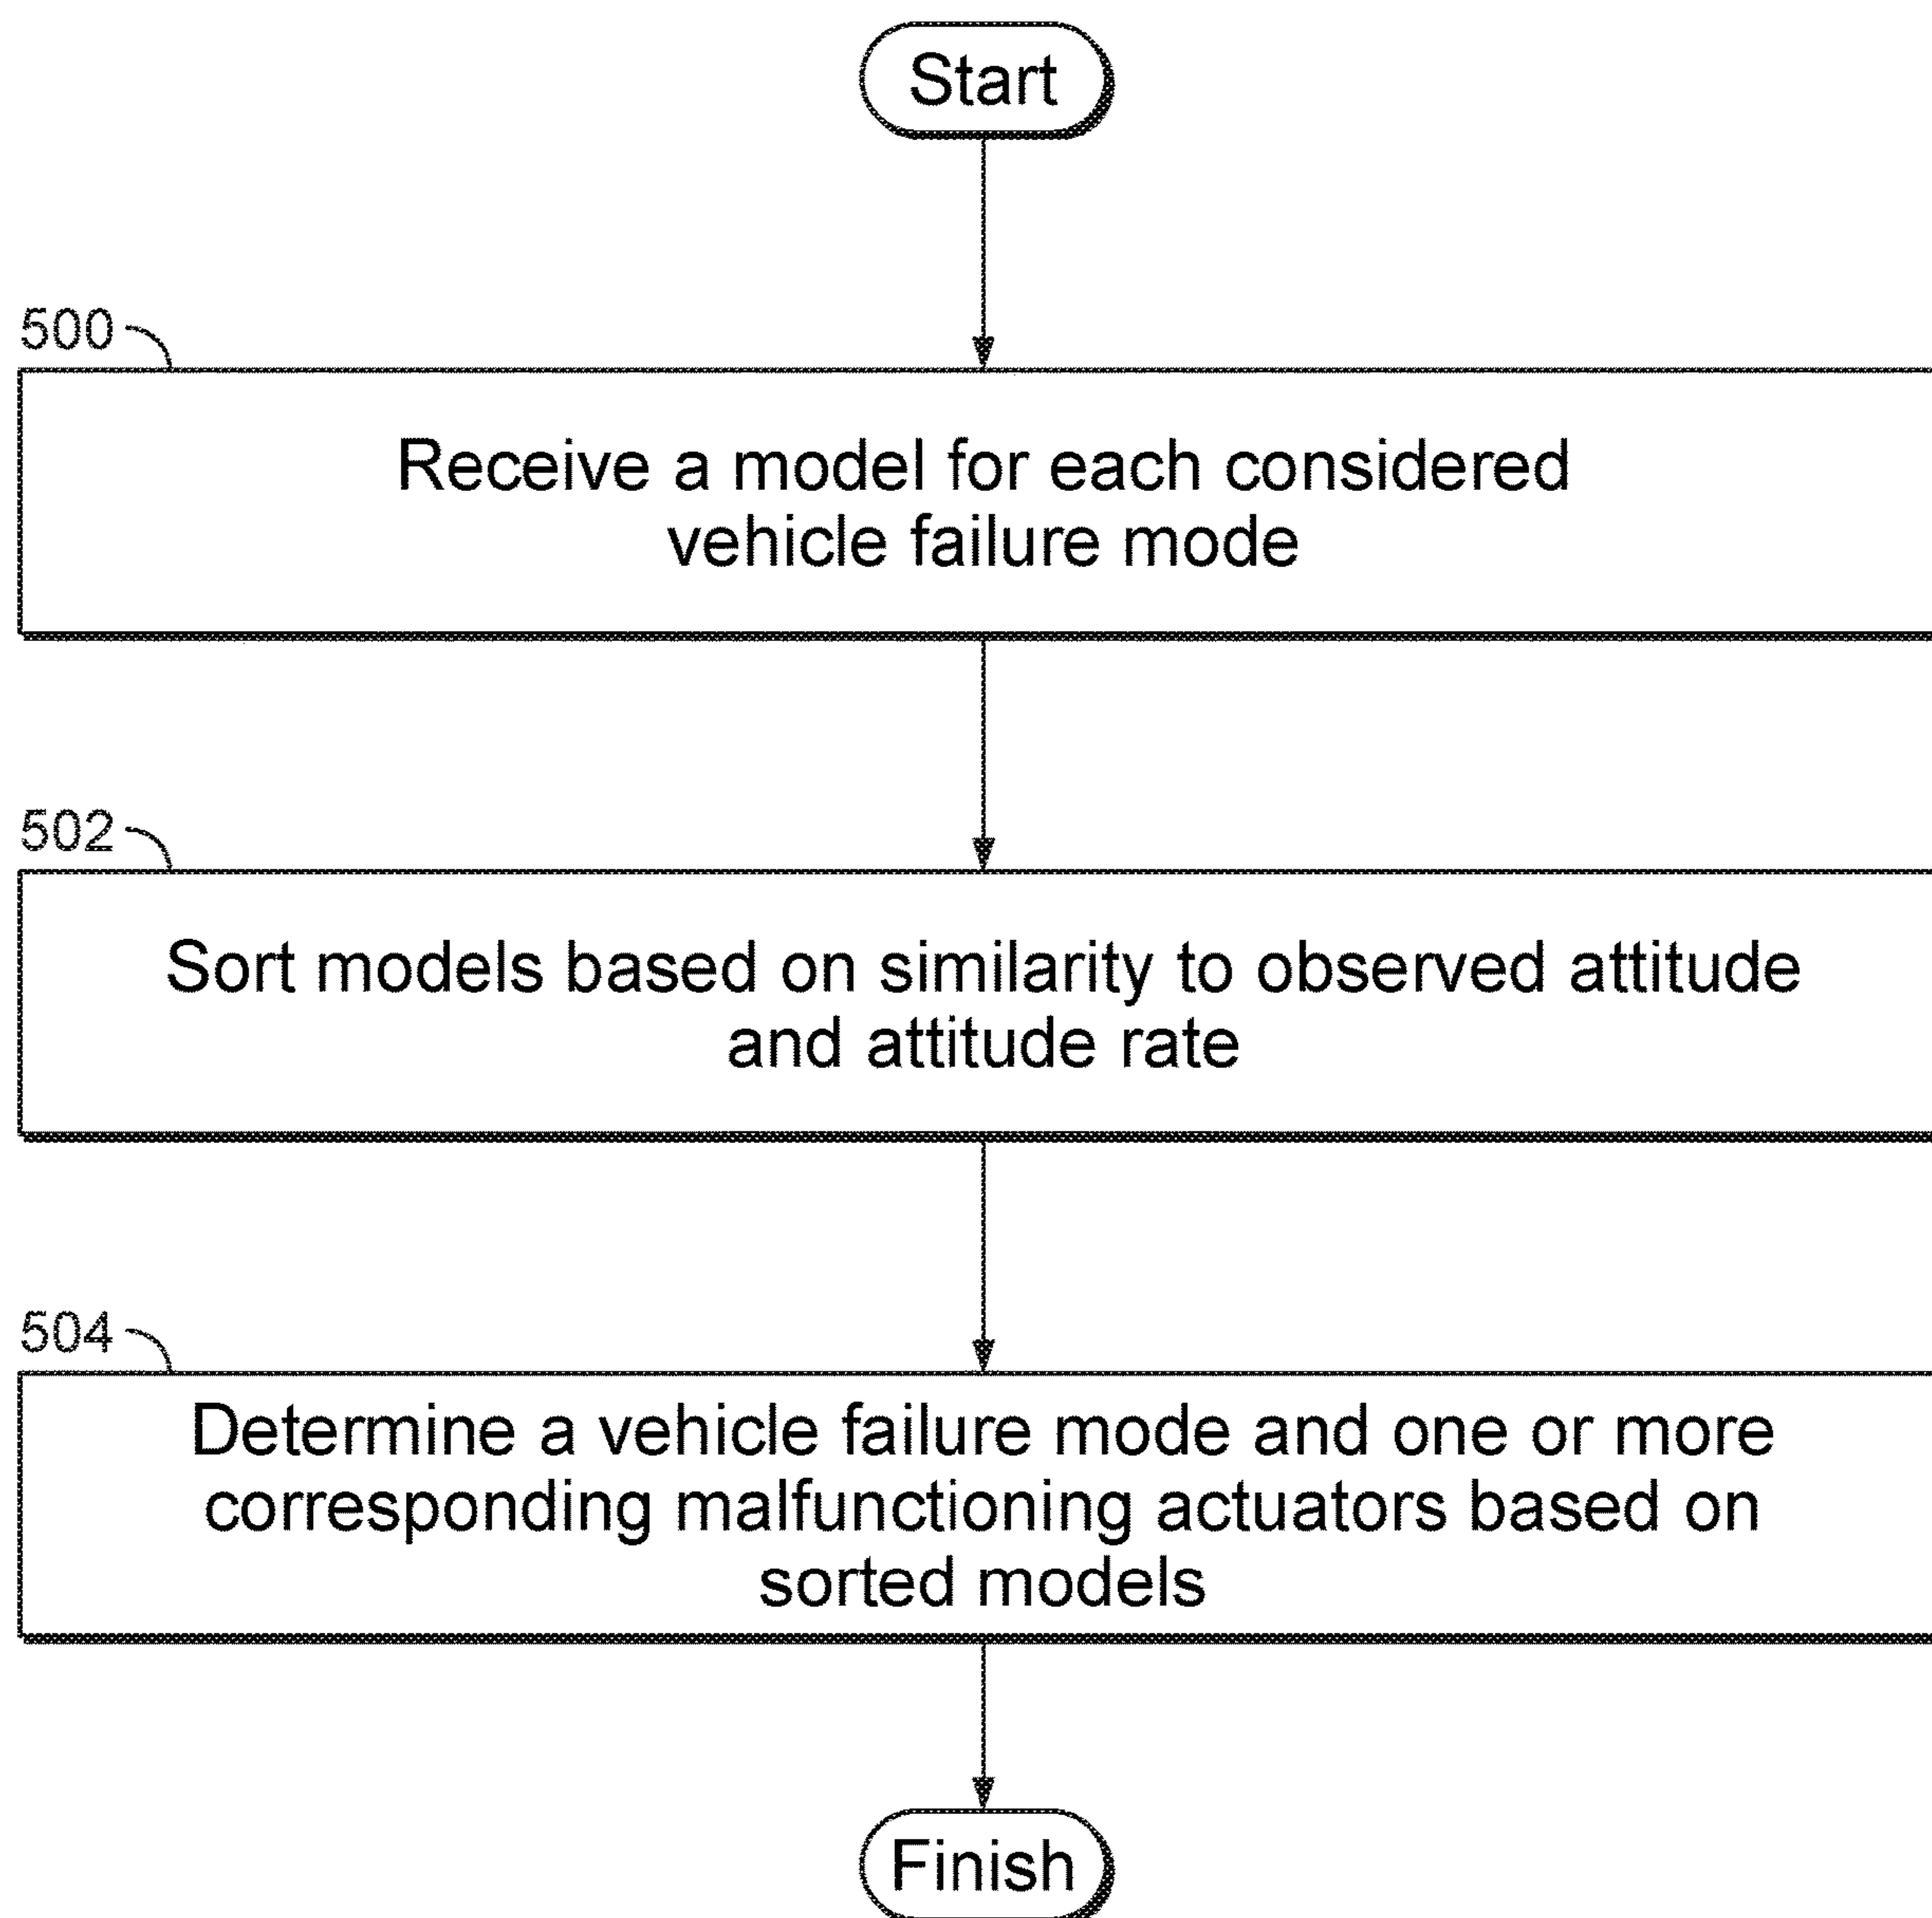 Start
500
Receive a model for each considered
vehicle failure mode
502
Sort models based on similarity to observed attitude
and attitude rate
504
Determine a vehicle failure mode and one or more
corresponding malfunctioning actuators based on
sorted models
Finish